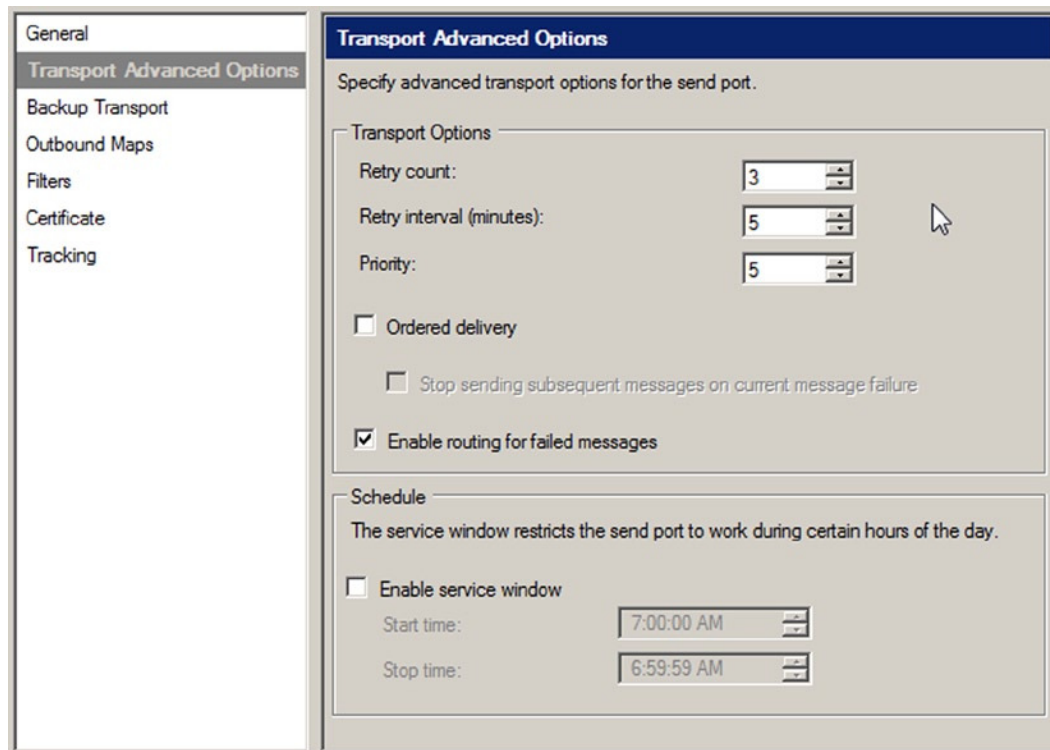 General
Transport Advanced Options
Backup Transport
Outbound Maps
Filters
Certificate
Tracking
Transport Advanced Options
Specify advanced transport options for the send port.
Transport Options
Retry count: 3
Retry interval (minutes): 5
Priority: 5
Ordered delivery
Stop sending subsequent messages on current message failure
Enable routing for failed messages
Schedule
The service window restricts the send port to work during certain hours of the day.
Enable service window
Start time: 7:00:00 AM
Stop time: 6:59:59 AM